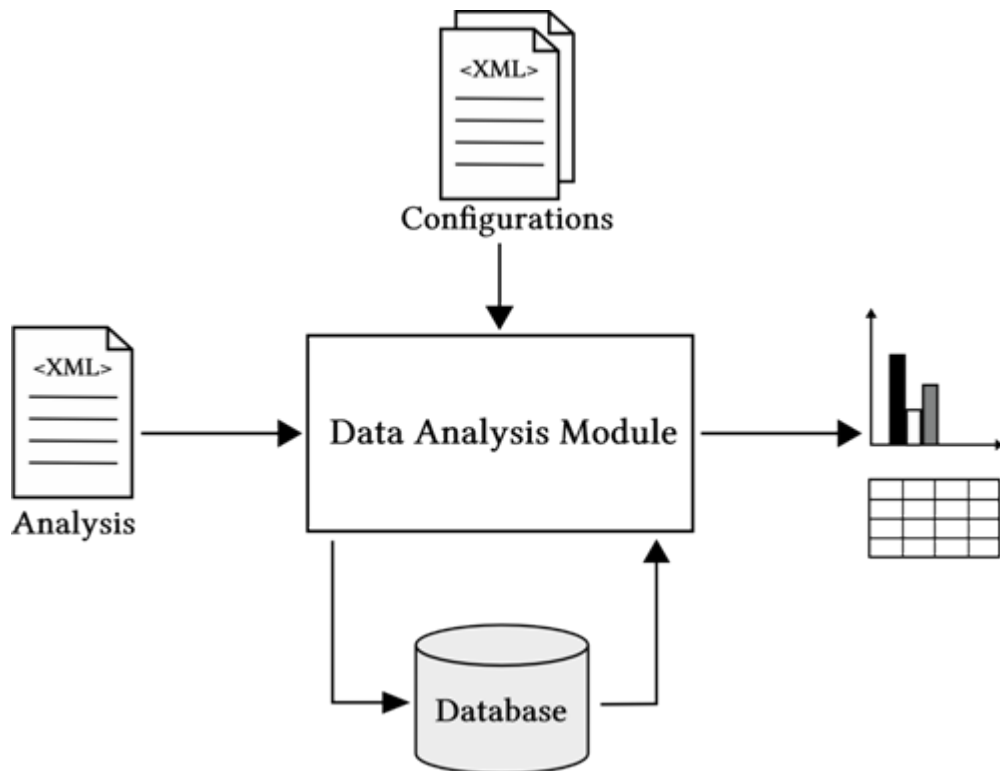 <XML>
Configurations
<XML>
Analysis
Data Analysis Module
Database